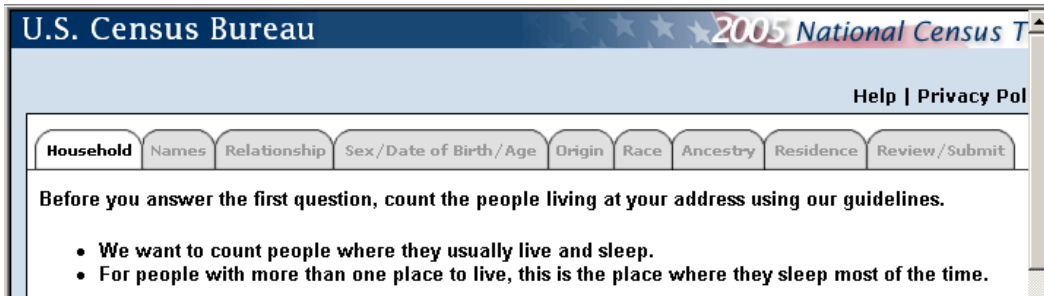 U.S. Census Bureau
2005 National Census T
Help | Privacy Pol
Household Names Relationship Sex/Date of Birth/Age Origin Race Ancestry Residence Review/Submit
Before you answer the first question, count the people living at your address using our guidelines.
• We want to count people where they usually live and sleep.
• For people with more than one place to live, this is the place where they sleep most of the time.